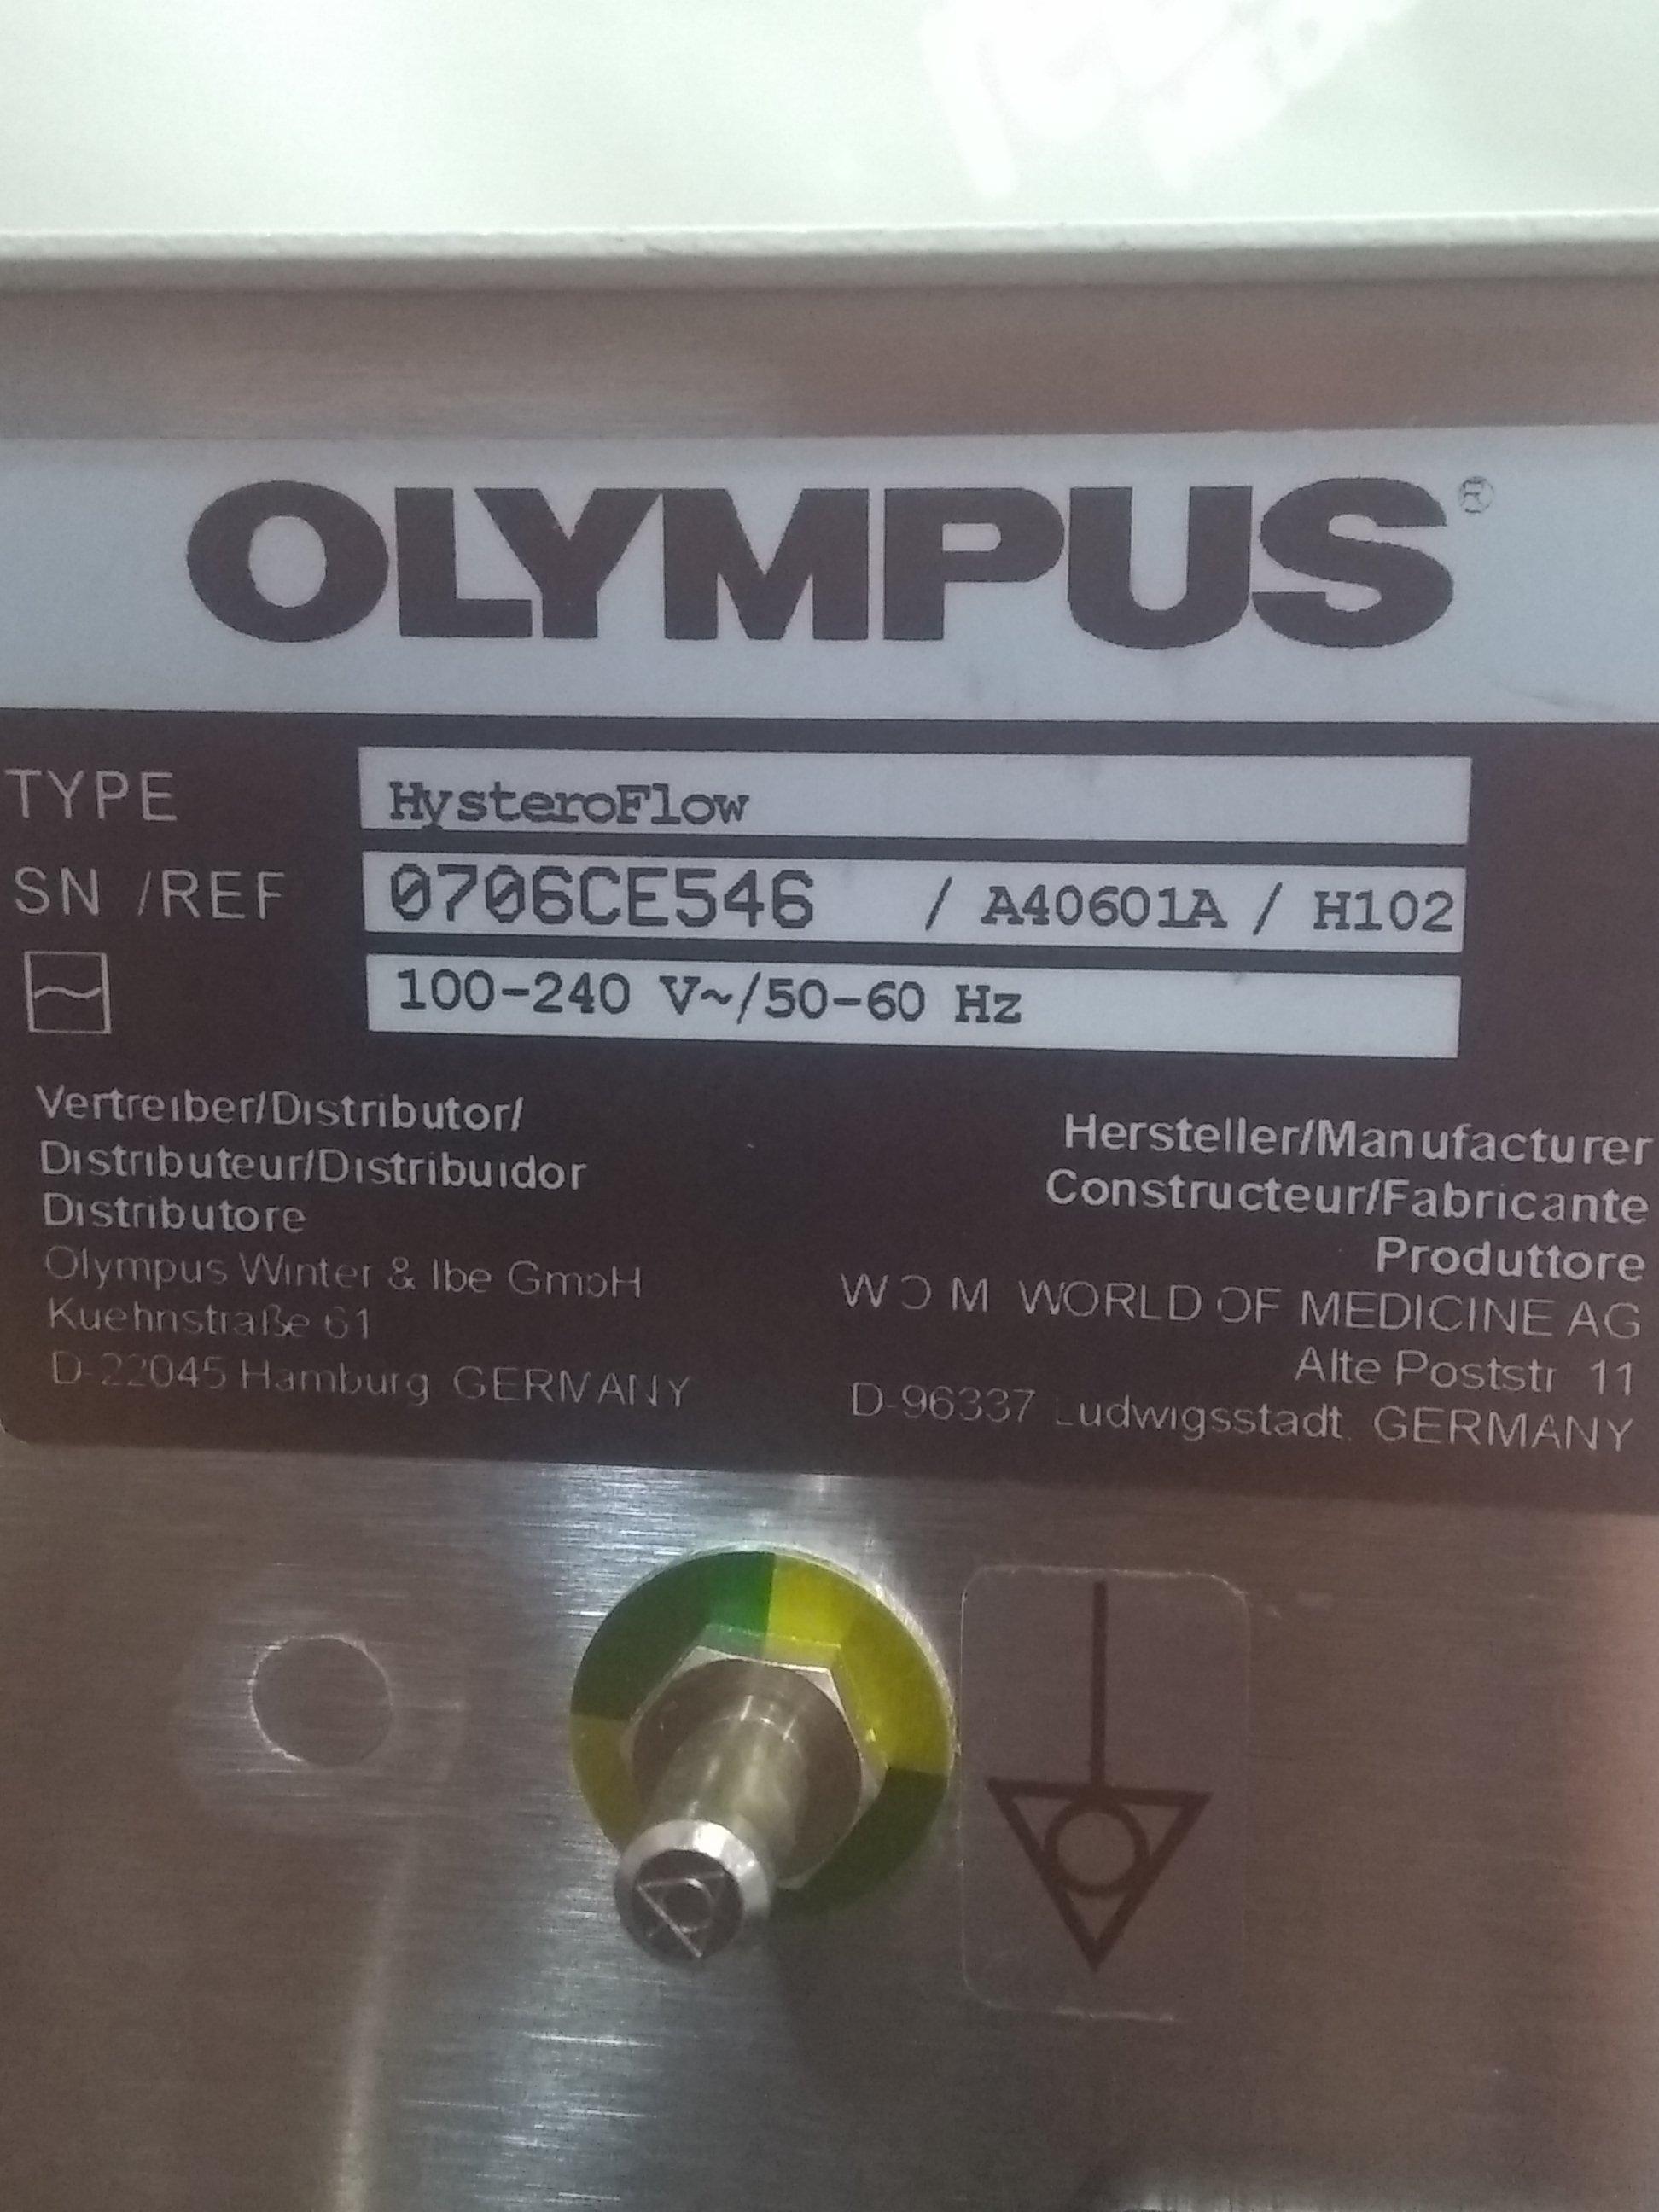 OLYMPUS®
TYPE HysteroFlow
SN /REF 0706CE546 / A40601A / H102
100-240 V~/50-60 Hz
Vertreiber/Distributor/
Distributeur/Distribuidor
Distributore
Olympus Winter & Ibe GmbH
Kuehnstraße 61
D-22045 Hamburg GERMANY
Hersteller/Manufacturer
Constructeur/Fabricante
Produttore
W O M WORLD OF MEDICINE AG
Alte Poststr 11
D-96337 Ludwigsstadt GERMANY